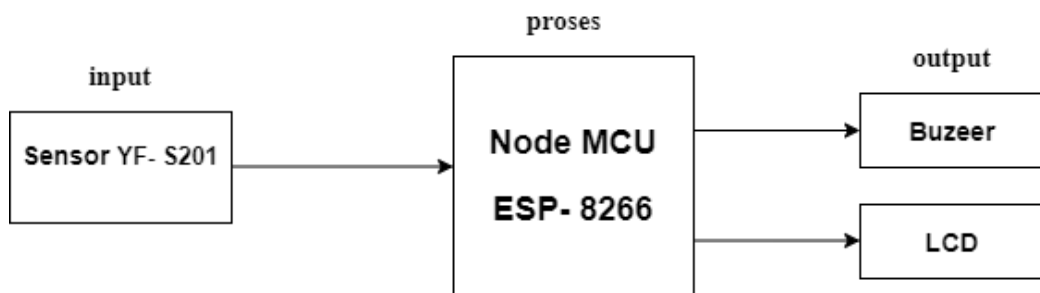 proses
input
output
Sensor YF- S201
Node MCU
ESP- 8266
Buzeer
LCD